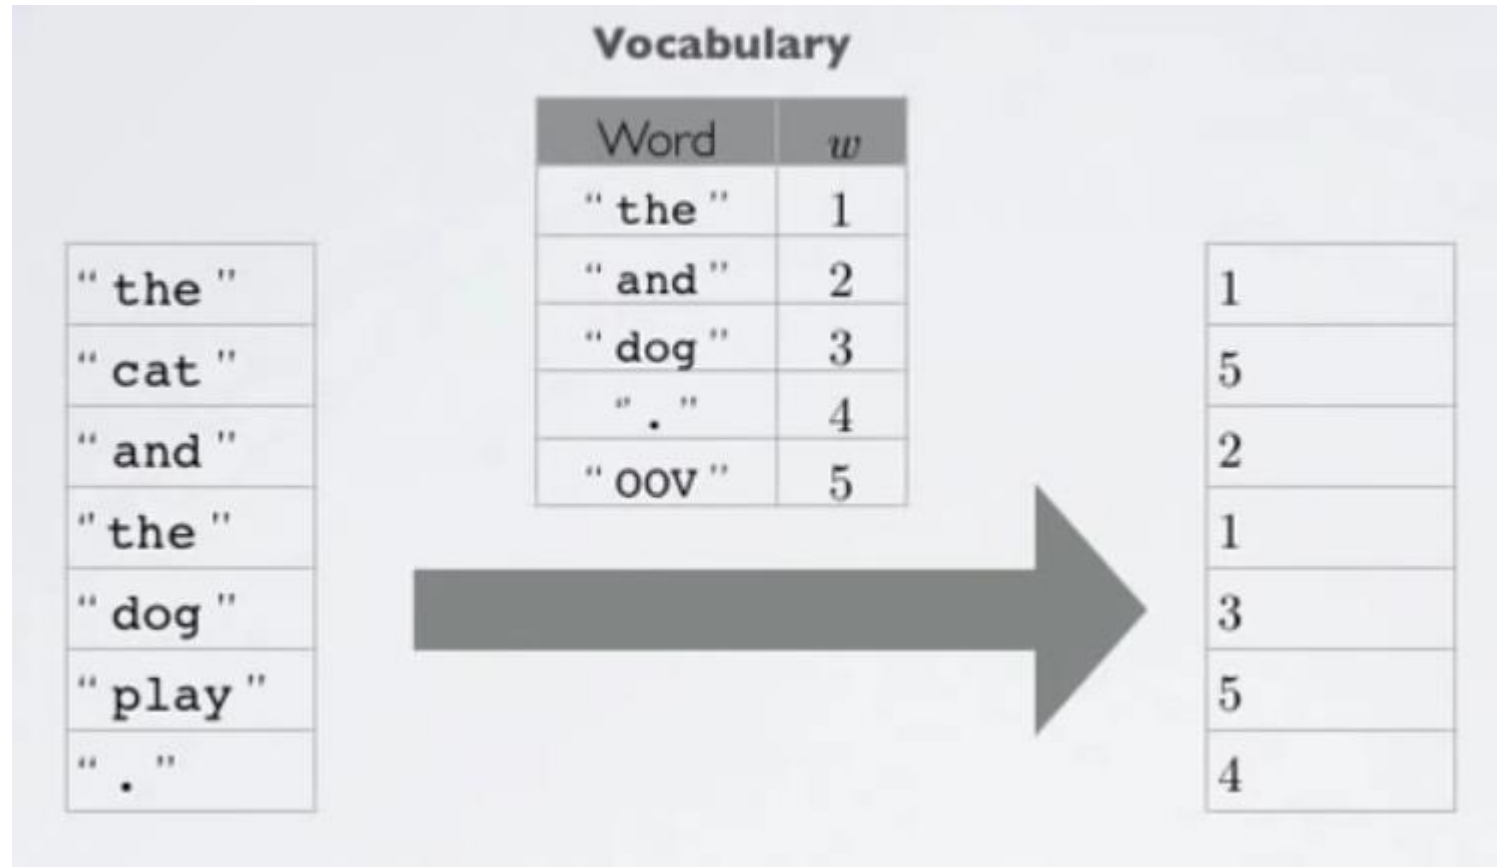 Vocabulary
Word w
“ the ” 1
“ and ” 2
“ dog ” 3
“ . ” 4
“ OOV ” 5
“ the ”
“ cat ”
“ and ”
“ the ”
“ dog ”
“ play ”
“ . ”
1
5
2
1
3
5
4